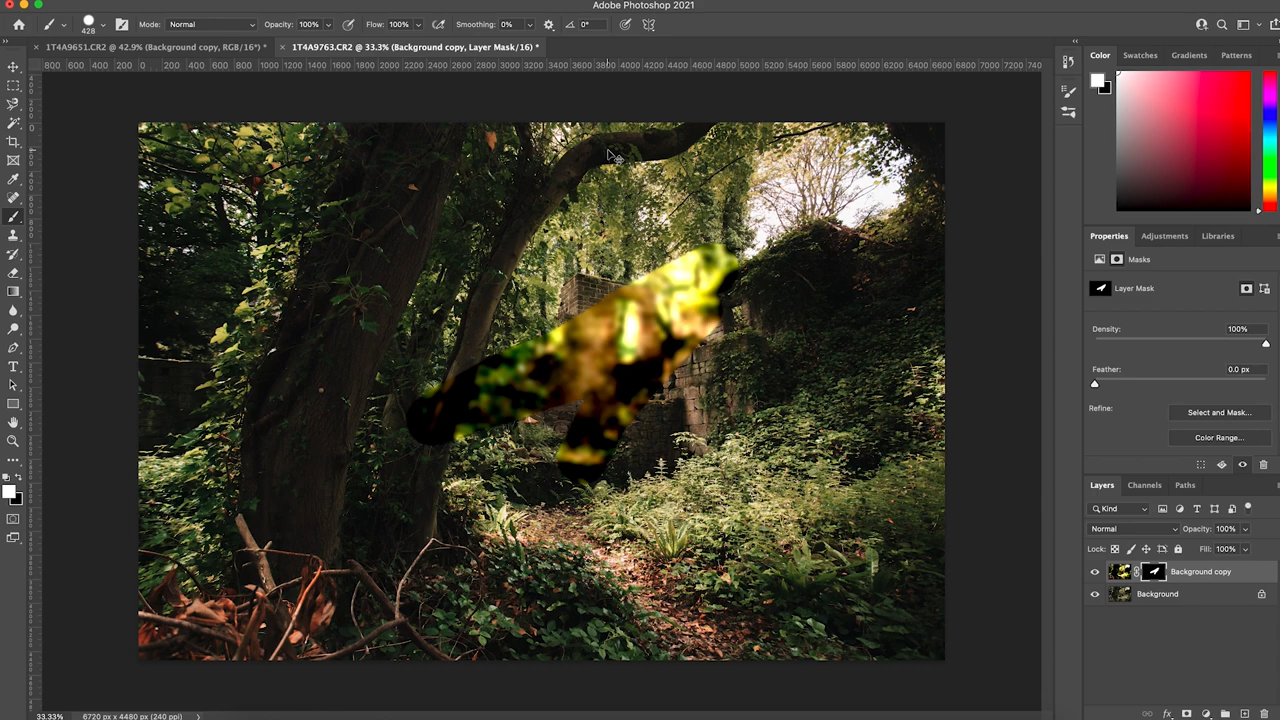 Adobe Photoshop 2021
428 Mode: Normal Opacity: 100% Flow: 100% Smoothing: 0% 0°
1T4A9651.CR2 @ 42.9% (Background copy, RGB/16*) *
1T4A9763.CR2 @ 33.3% (Background copy, Layer Mask/16) *
800 600 400 200 0 200 400 600 800 1000 1200 1400 1600 1800 2000 2200 2400 2600 2800 3000 3200 3400 3600 3800 4000 4200 4400 4600 4800 5000 5200 5400 5600 5800 6000 6200 6400 6600 6800 7000 7200 740
Color Swatches Gradients Patterns
Properties Adjustments Libraries
Masks
Layer Mask
Density: 100%
Feather: 0.0 px
Refine:
Select and Mask...
Color Range...
Layers Channels Paths
Kind
Normal Opacity: 100%
Lock: Fill: 100%
Background copy
Background
fx
33.33% 6720 px x 4480 px (240 ppi)